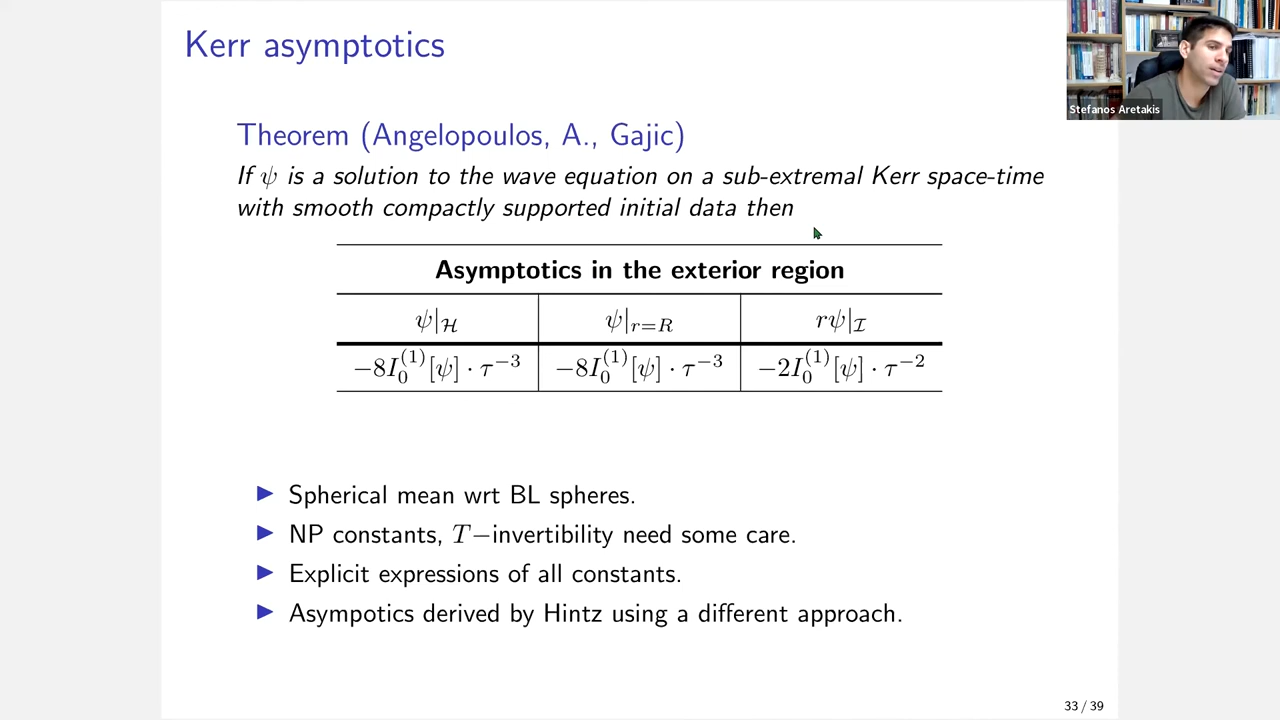 Kerr asymptotics
Stefanos Aretakis
Theorem (Angelopoulos, A., Gajic)
If ψ is a solution to the wave equation on a sub-extremal Kerr space-time
with smooth compactly supported initial data then
Asymptotics in the exterior region
ψ|_ℋ ψ|_{r=R} rψ|_ℐ
−8I_0^{(1)}[ψ] · τ^{−3} −8I_0^{(1)}[ψ] · τ^{−3} −2I_0^{(1)}[ψ] · τ^{−2}
▶ Spherical mean wrt BL spheres.
▶ NP constants, T−invertibility need some care.
▶ Explicit expressions of all constants.
▶ Asympotics derived by Hintz using a different approach.
33 / 39